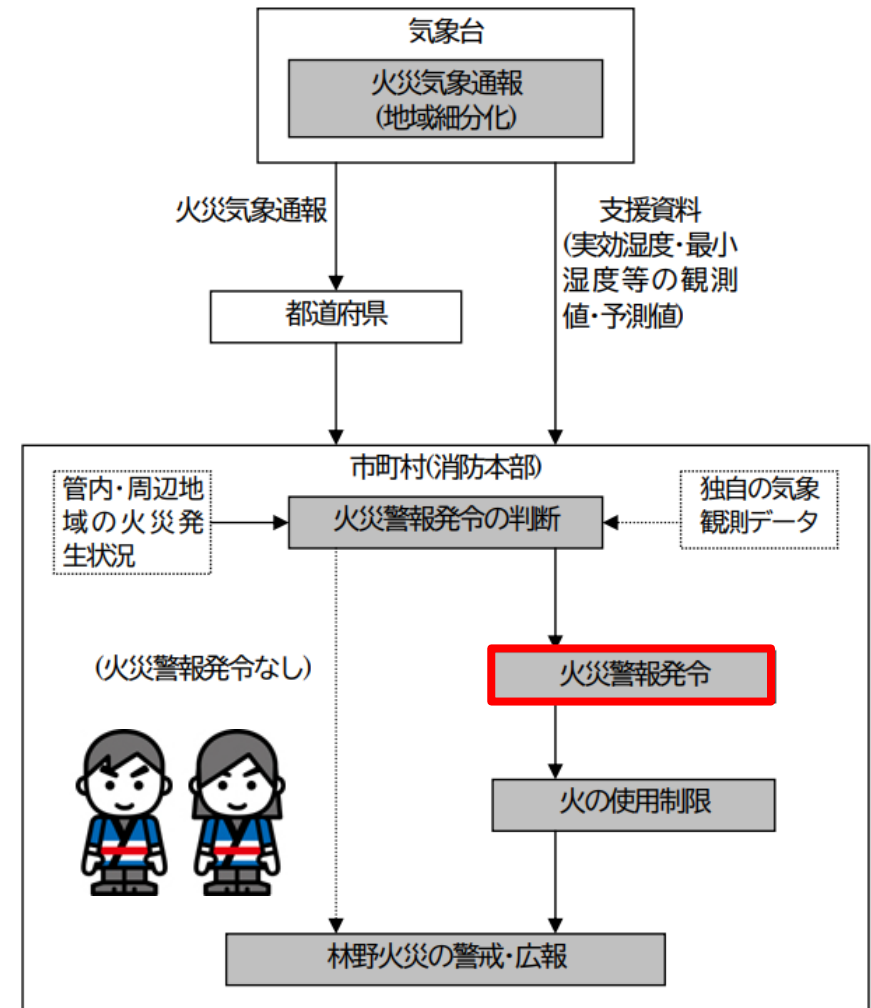 気象台
火災気象通報
(地域細分化)
火災気象通報
支援資料
(実効湿度・最小
湿度等の観測
値・予測値)
都道府県
市町村(消防本部)
管内・周辺地
域の火災発
生状況
火災警報発令の判断
独自の気象
観測データ
(火災警報発令なし)
火災警報発令
火の使用制限
林野火災の警戒・広報